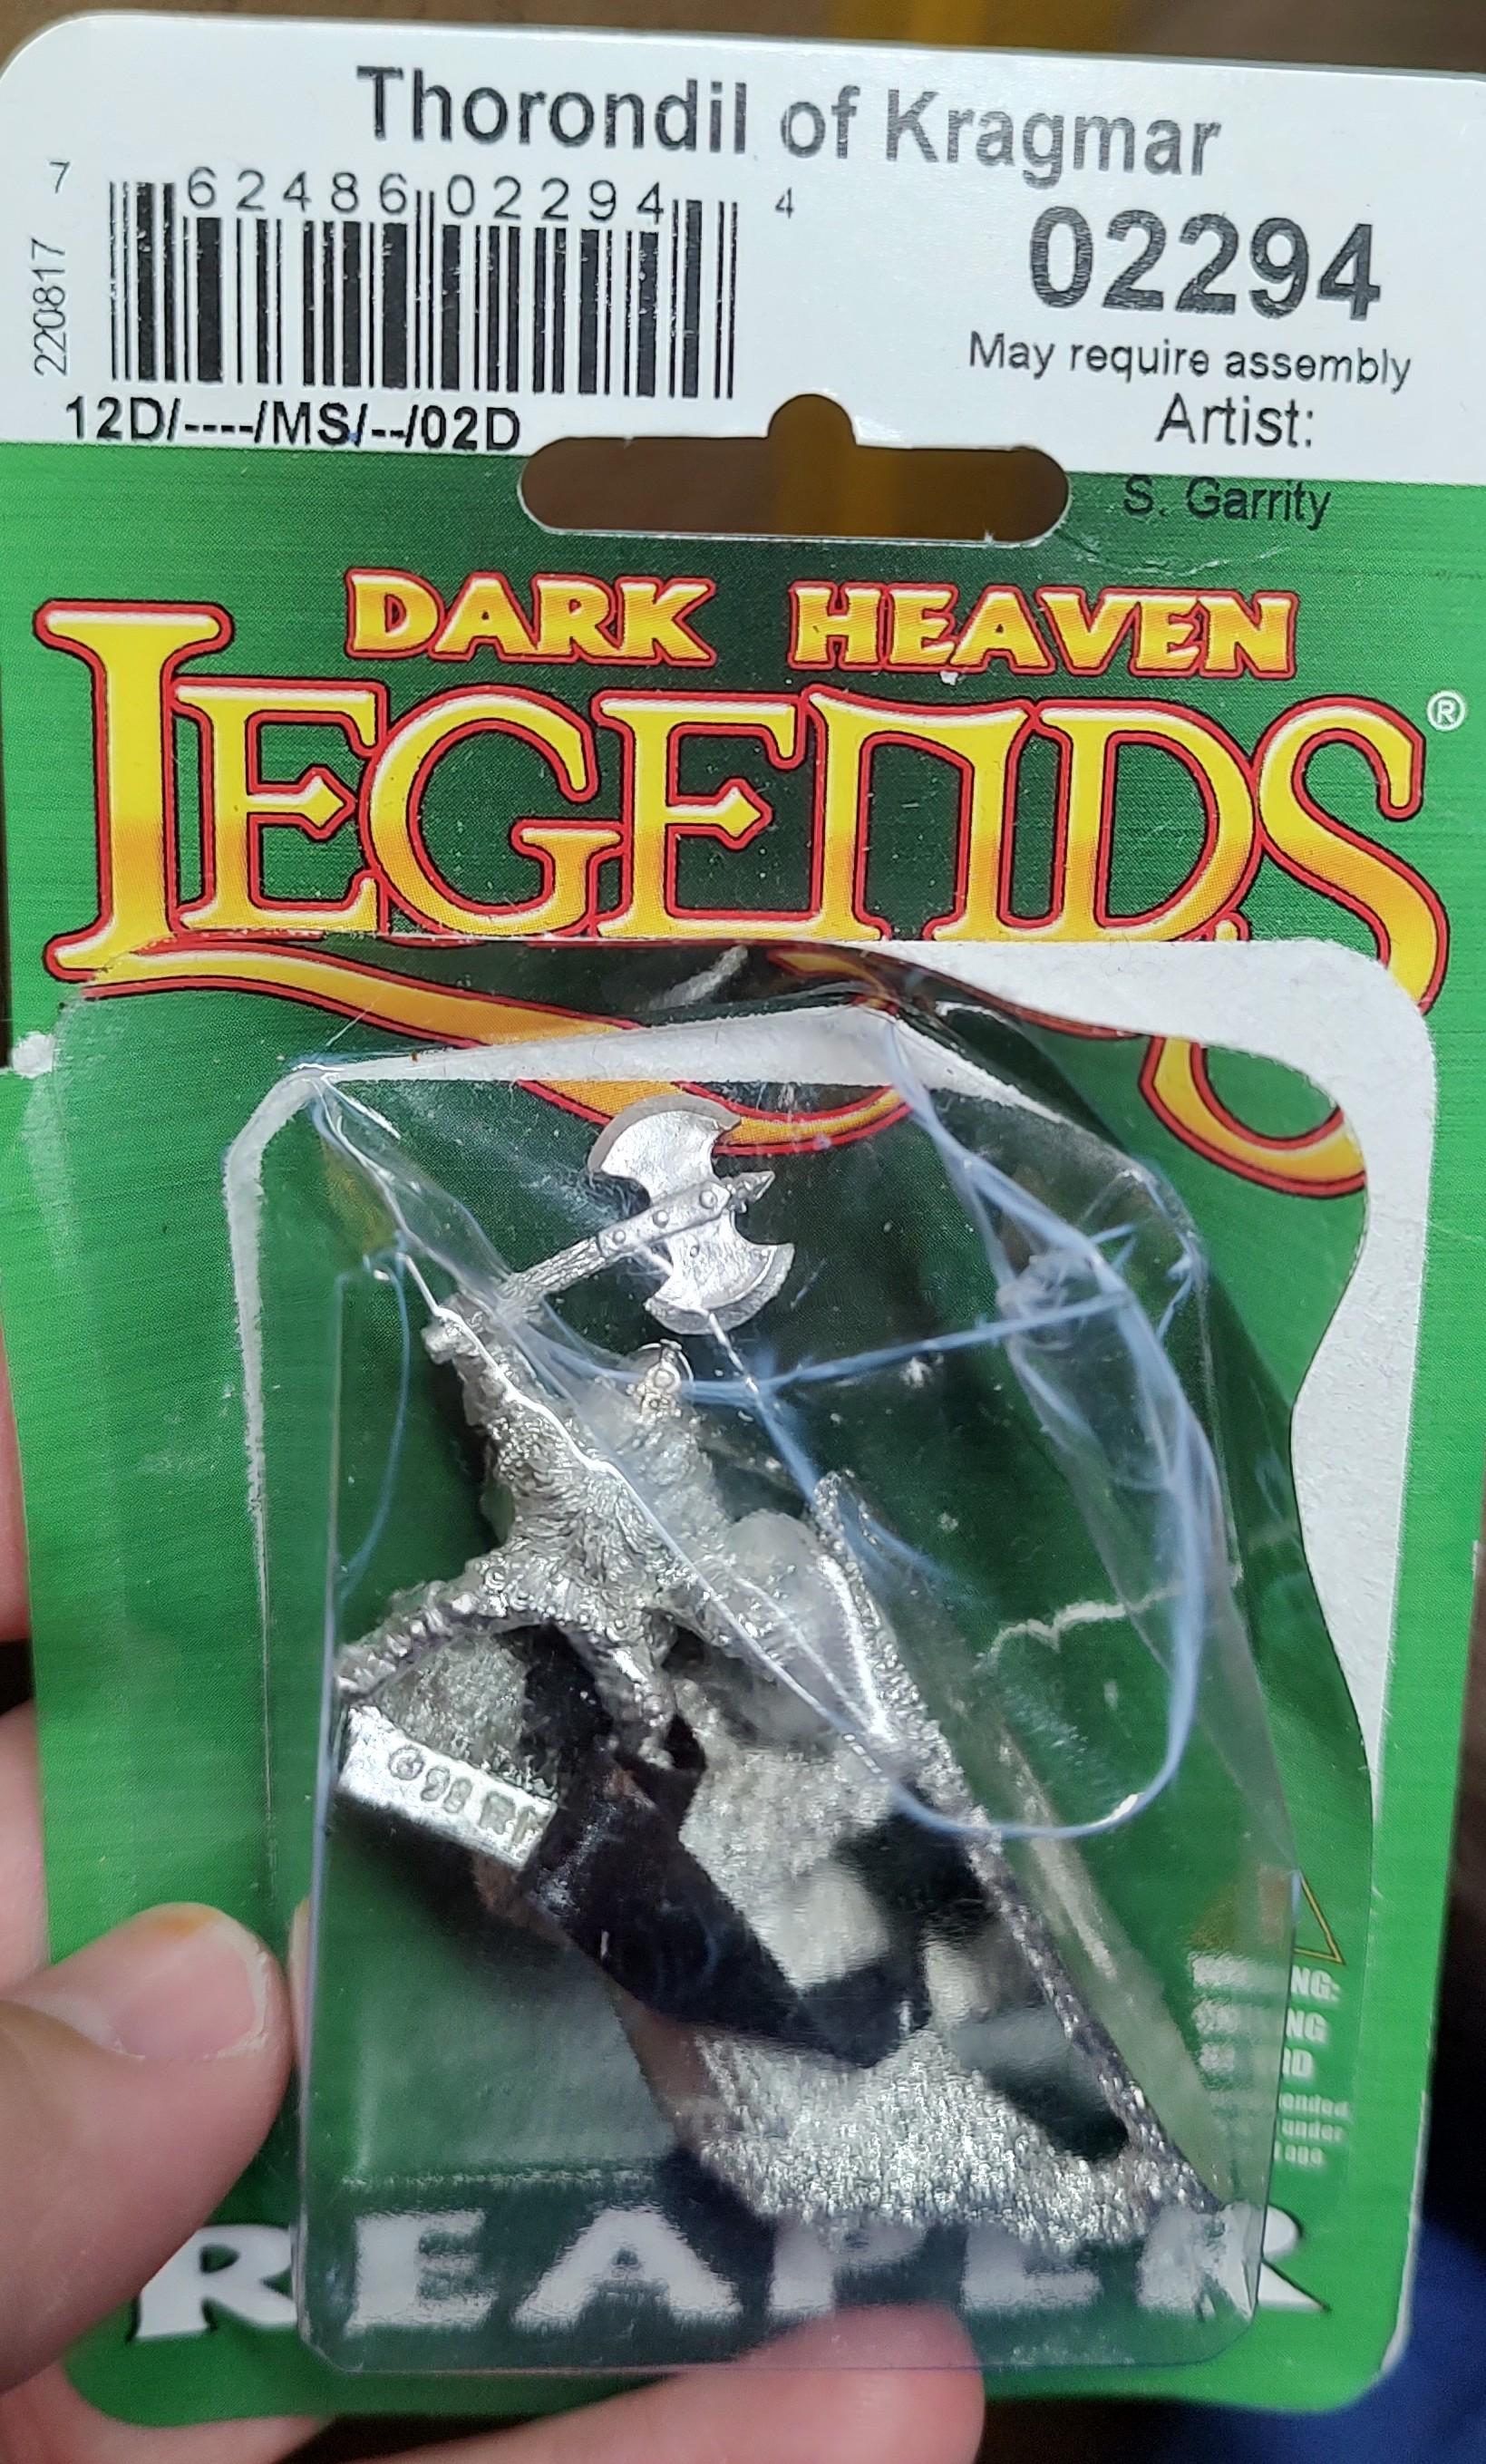 Thorondil of Kragmar
7 62486 02294 4
220817
02294
May require assembly
12D/----/MS/--/02D
Artist:
S. Garrity
DARK HEAVEN
LEGENDS®
REAPER